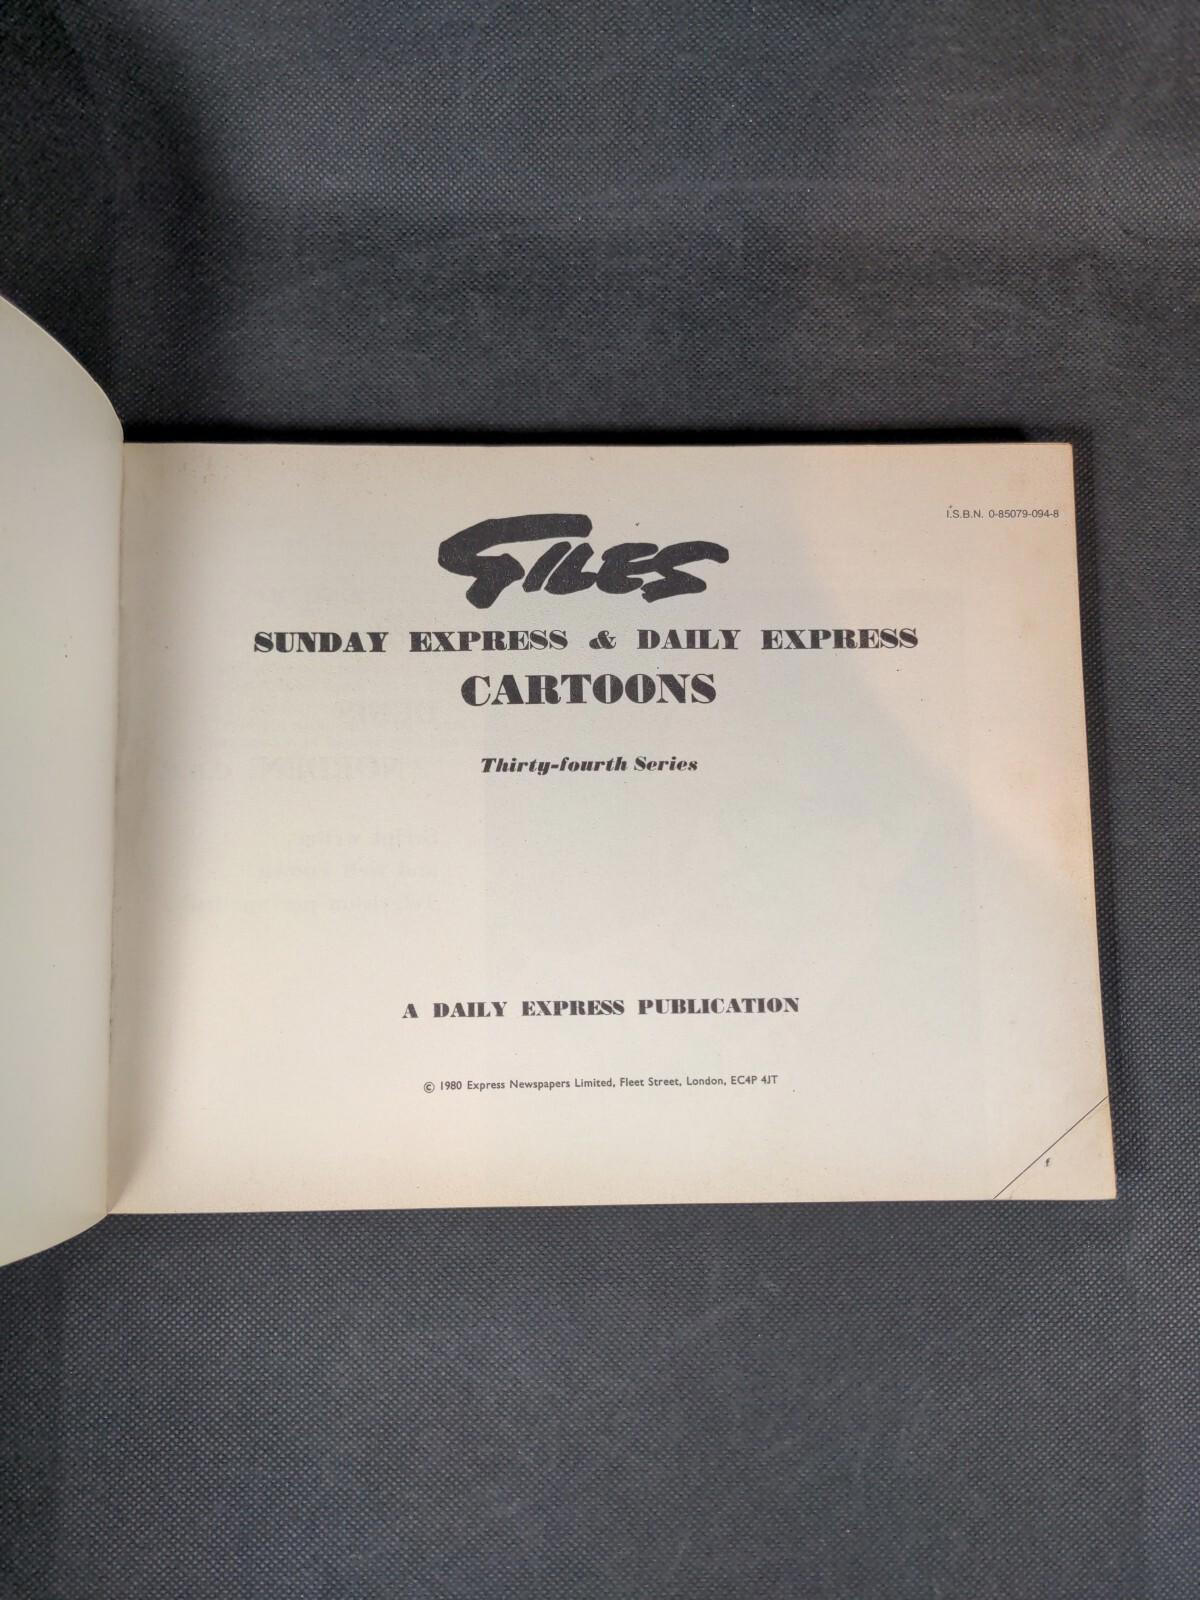 I.S.B.N. 0-85079-094-8
GILES
SUNDAY EXPRESS & DAILY EXPRESS
CARTOONS
Thirty-fourth Series
A DAILY EXPRESS PUBLICATION
© 1980 Express Newspapers Limited, Fleet Street, London, EC4P 4JT
f